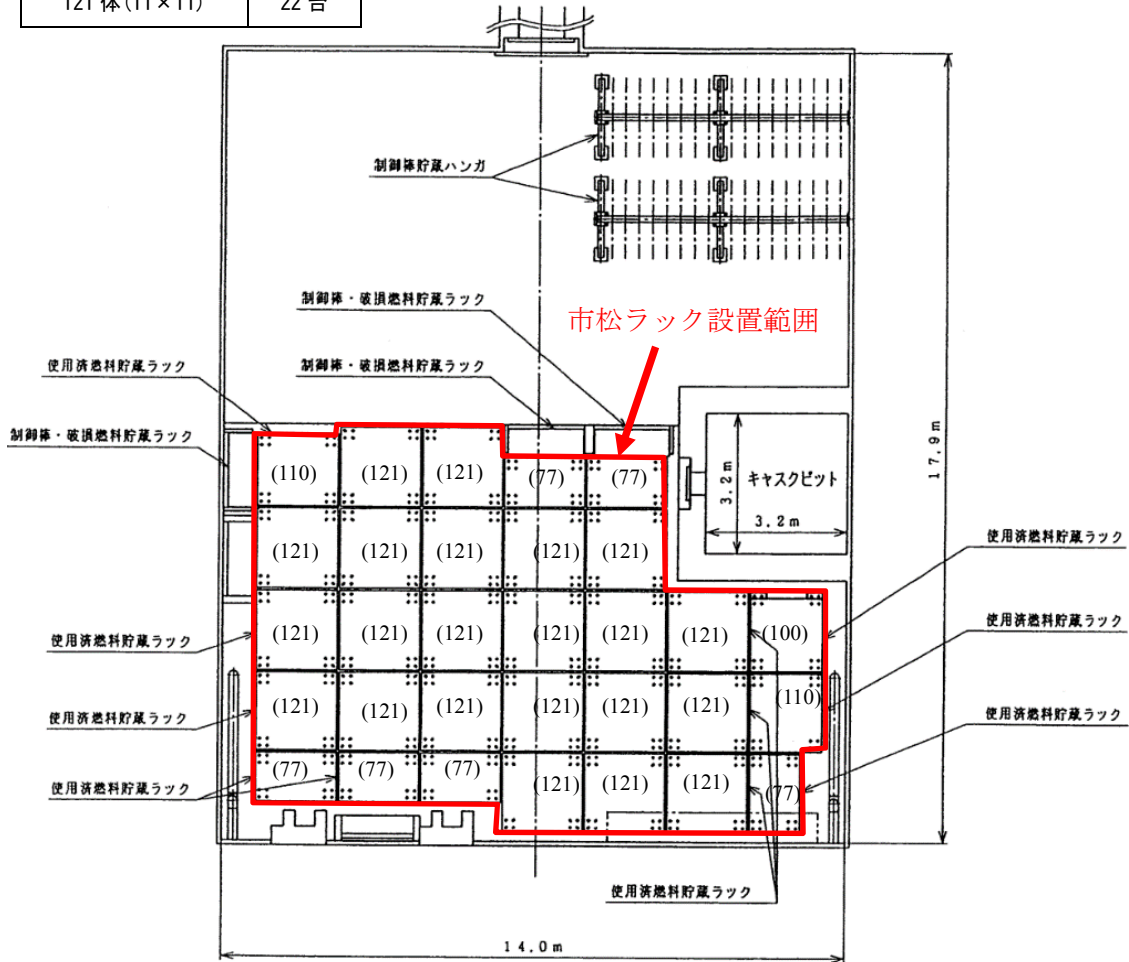 121 体(11×11) 22 台
制御棒貯蔵ハンガ
制御棒・破損燃料貯蔵ラック
市松ラック設置範囲
使用済燃料貯蔵ラック
制御棒・破損燃料貯蔵ラック
制御棒・破損燃料貯蔵ラック
17.9m
3.2m
キャスクピット
3.2m
(110) (121) (121) (77) (77)
(121) (121) (121) (121) (121)
使用済燃料貯蔵ラック
使用済燃料貯蔵ラック
(121) (121) (121) (121) (121) (121) (100)
使用済燃料貯蔵ラック
(110)
使用済燃料貯蔵ラック
(121) (121) (121) (121) (121) (121)
使用済燃料貯蔵ラック
(77) (77) (77) (121) (121) (121) (77)
使用済燃料貯蔵ラック
使用済燃料貯蔵ラック
14.0m